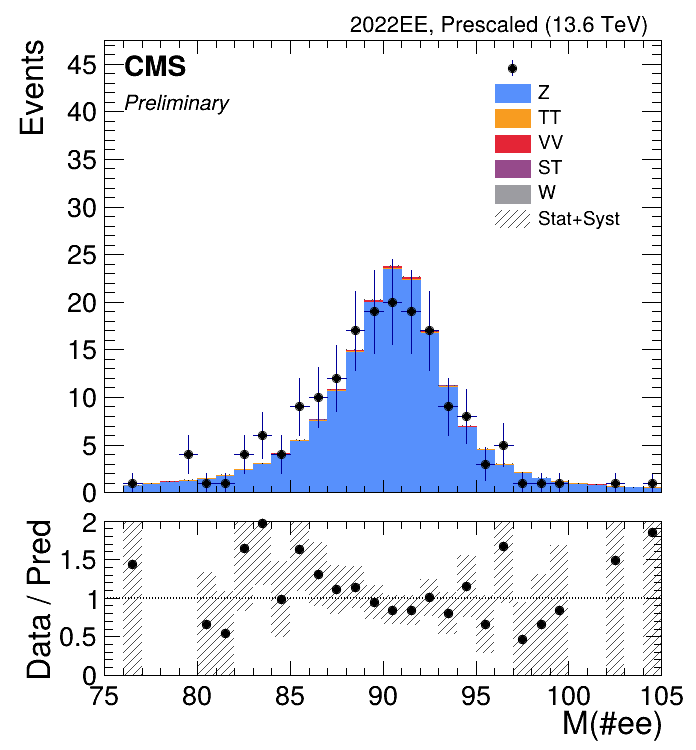 2022EE, Prescaled (13.6 TeV)
Events
45
40
35
30
25
20
15
10
5
0
CMS
Preliminary
Z
TT
VV
ST
W
Stat+Syst
Data / Pred
2
1.5
1
0.5
0
75 80 85 90 95 100 105
M(#ee)